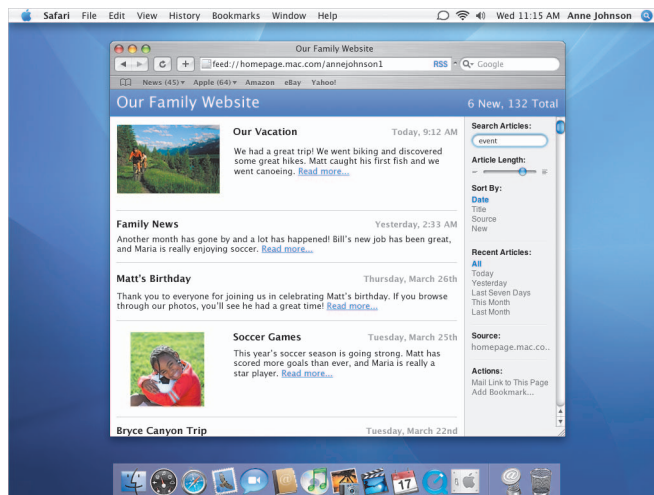 Safari File Edit View History Bookmarks Window Help Wed 11:15 AM Anne Johnson
Our Family Website
feed://homepage.mac.com/annejohnson1 RSS Google
News (45) Apple (64) Amazon eBay Yahoo!
Our Family Website 6 New, 132 Total
Our Vacation Today, 9:12 AM
We had a great trip! We went biking and discovered
some great hikes. Matt caught his first fish and we
went canoeing. Read more...
Family News Yesterday, 2:33 AM
Another month has gone by and a lot has happened! Bill's new job has been great,
and Maria is really enjoying soccer. Read more...
Matt's Birthday Thursday, March 26th
Thank you to everyone for joining us in celebrating Matt's birthday. If you browse
through our photos, you'll see he had a great time! Read more...
Soccer Games Tuesday, March 25th
This year's soccer season is going strong. Matt has
scored more goals than ever, and Maria is really a
star player. Read more...
Bryce Canyon Trip Tuesday, March 22nd
Search Articles:
event
Article Length:
Sort By:
Date
Title
Source
New
Recent Articles:
All
Today
Yesterday
Last Seven Days
This Month
Last Month
Source:
homepage.mac.co..
Actions:
Mail Link to This Page
Add Bookmark...
17